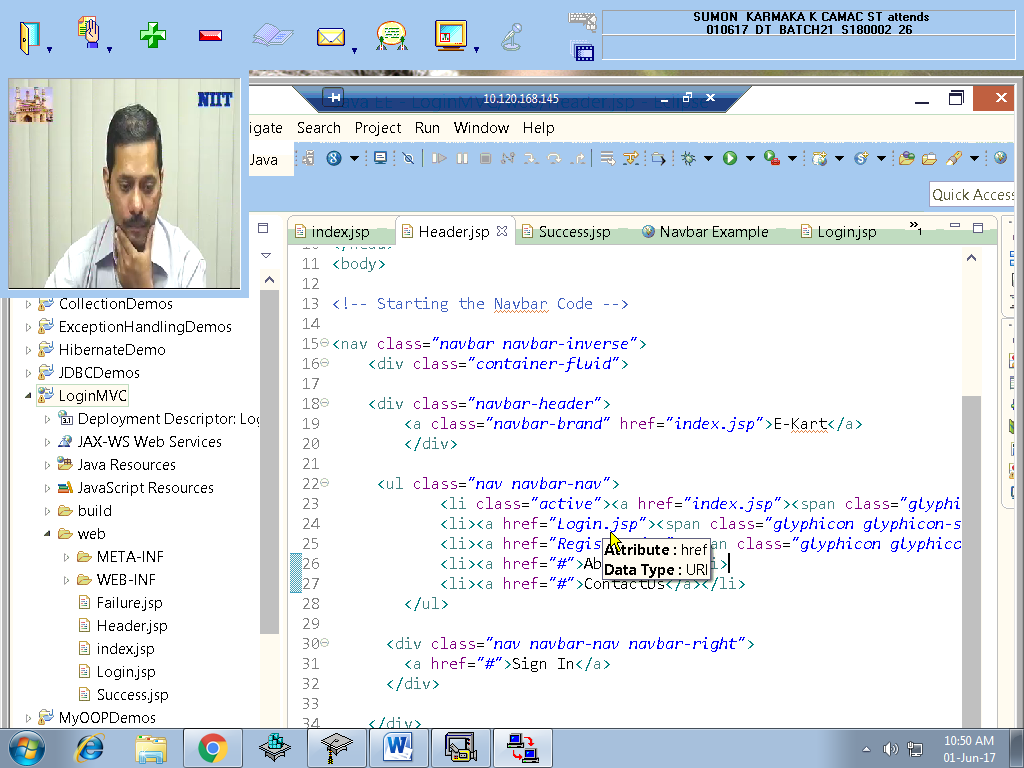 SUMON KARMAKA K CAMAC ST attends
010617_DT_BATCH21_S180002_26
NIIT
10.120.168.145
igate Search Project Run Window Help
Java
Quick Access
index.jsp Header.jsp Success.jsp Navbar Example Login.jsp
CollectionDemos
ExceptionHandlingDemos
HibernateDemo
JDBCDemos
LoginMVC
Deployment Descriptor: Log
JAX-WS Web Services
Java Resources
JavaScript Resources
build
web
META-INF
WEB-INF
Failure.jsp
Header.jsp
index.jsp
Login.jsp
Success.jsp
MyOOPDemos
11 <body>
12
13 <!-- Starting the Navbar Code -->
14
15 <nav class="navbar navbar-inverse">
16 <div class="container-fluid">
17
18 <div class="navbar-header">
19 <a class="navbar-brand" href="index.jsp">E-Kart</a>
20 </div>
21
22 <ul class="nav navbar-nav">
23 <li class="active"><a href="index.jsp"><span class="glyphi
24 <li><a href="Login.jsp"><span class="glyphicon glyphicon-s
25 <li><a href="Regis an class="glyphicon glyphico
26 <li><a href="#">Ab i>
27 <li><a href="#">ContactUs</a></li>
28 </ul>
29
30 <div class="nav navbar-nav navbar-right">
31 <a href="#">Sign In</a>
32 </div>
33
34 </div>
Attribute : href
Data Type : URI
10:50 AM
01-Jun-17